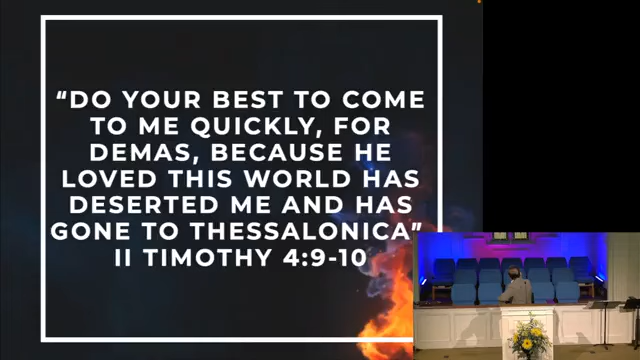 “DO YOUR BEST TO COME
TO ME QUICKLY, FOR
DEMAS, BECAUSE HE
LOVED THIS WORLD HAS
DESERTED ME AND HAS
GONE TO THESSALONICA”
II TIMOTHY 4:9-10